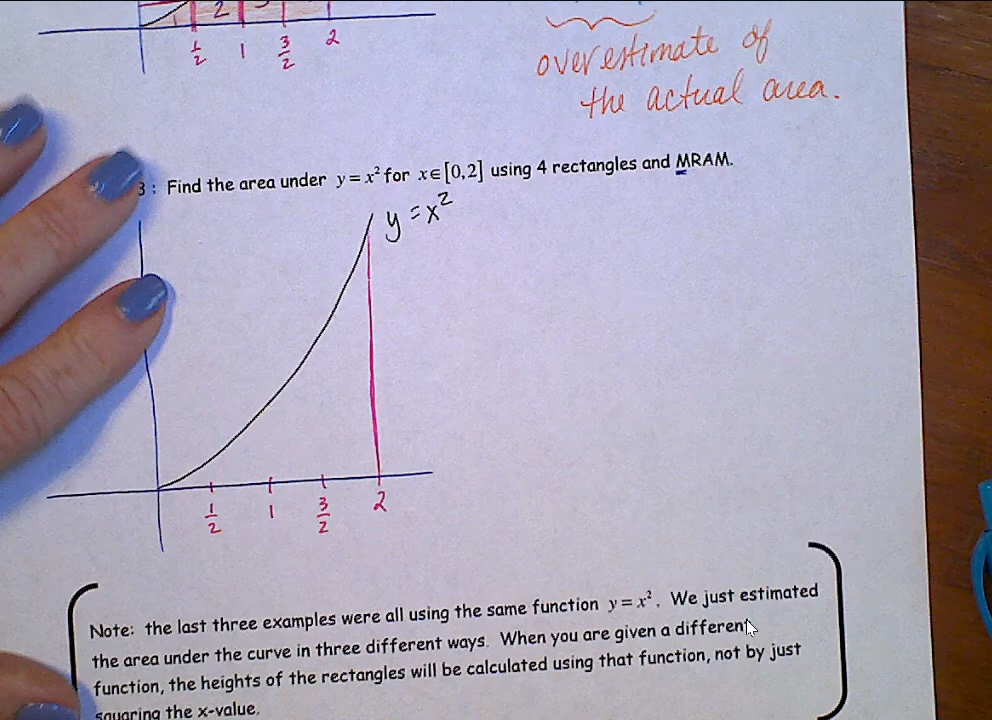 2
1/2 1 3/2 2
overestimate of
the actual area.
3 : Find the area under y = x² for x ∈ [0,2] using 4 rectangles and MRAM.
y = x²
1/2 1 3/2 2
Note: the last three examples were all using the same function y = x². We just estimated
the area under the curve in three different ways. When you are given a different
function, the heights of the rectangles will be calculated using that function, not by just
squaring the x-value.